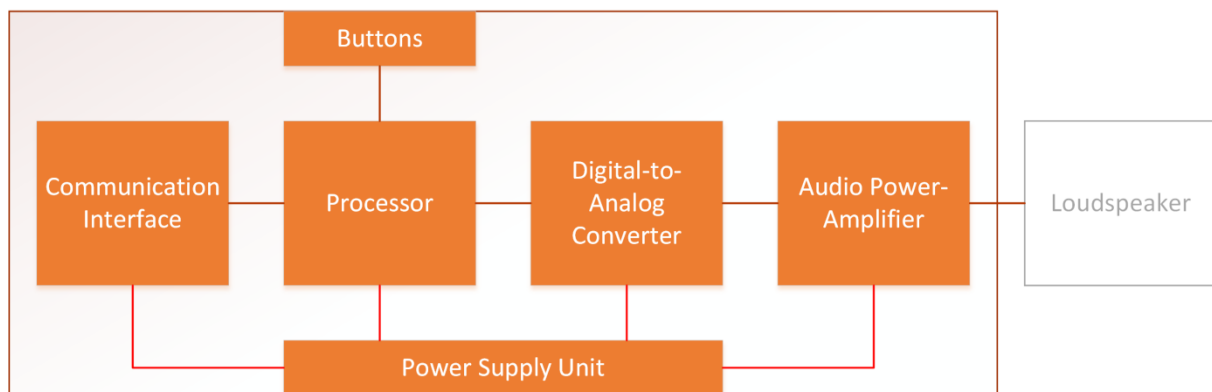 Buttons
Communication
Interface
Processor
Digital-to-
Analog
Converter
Audio Power-
Amplifier
Loudspeaker
Power Supply Unit